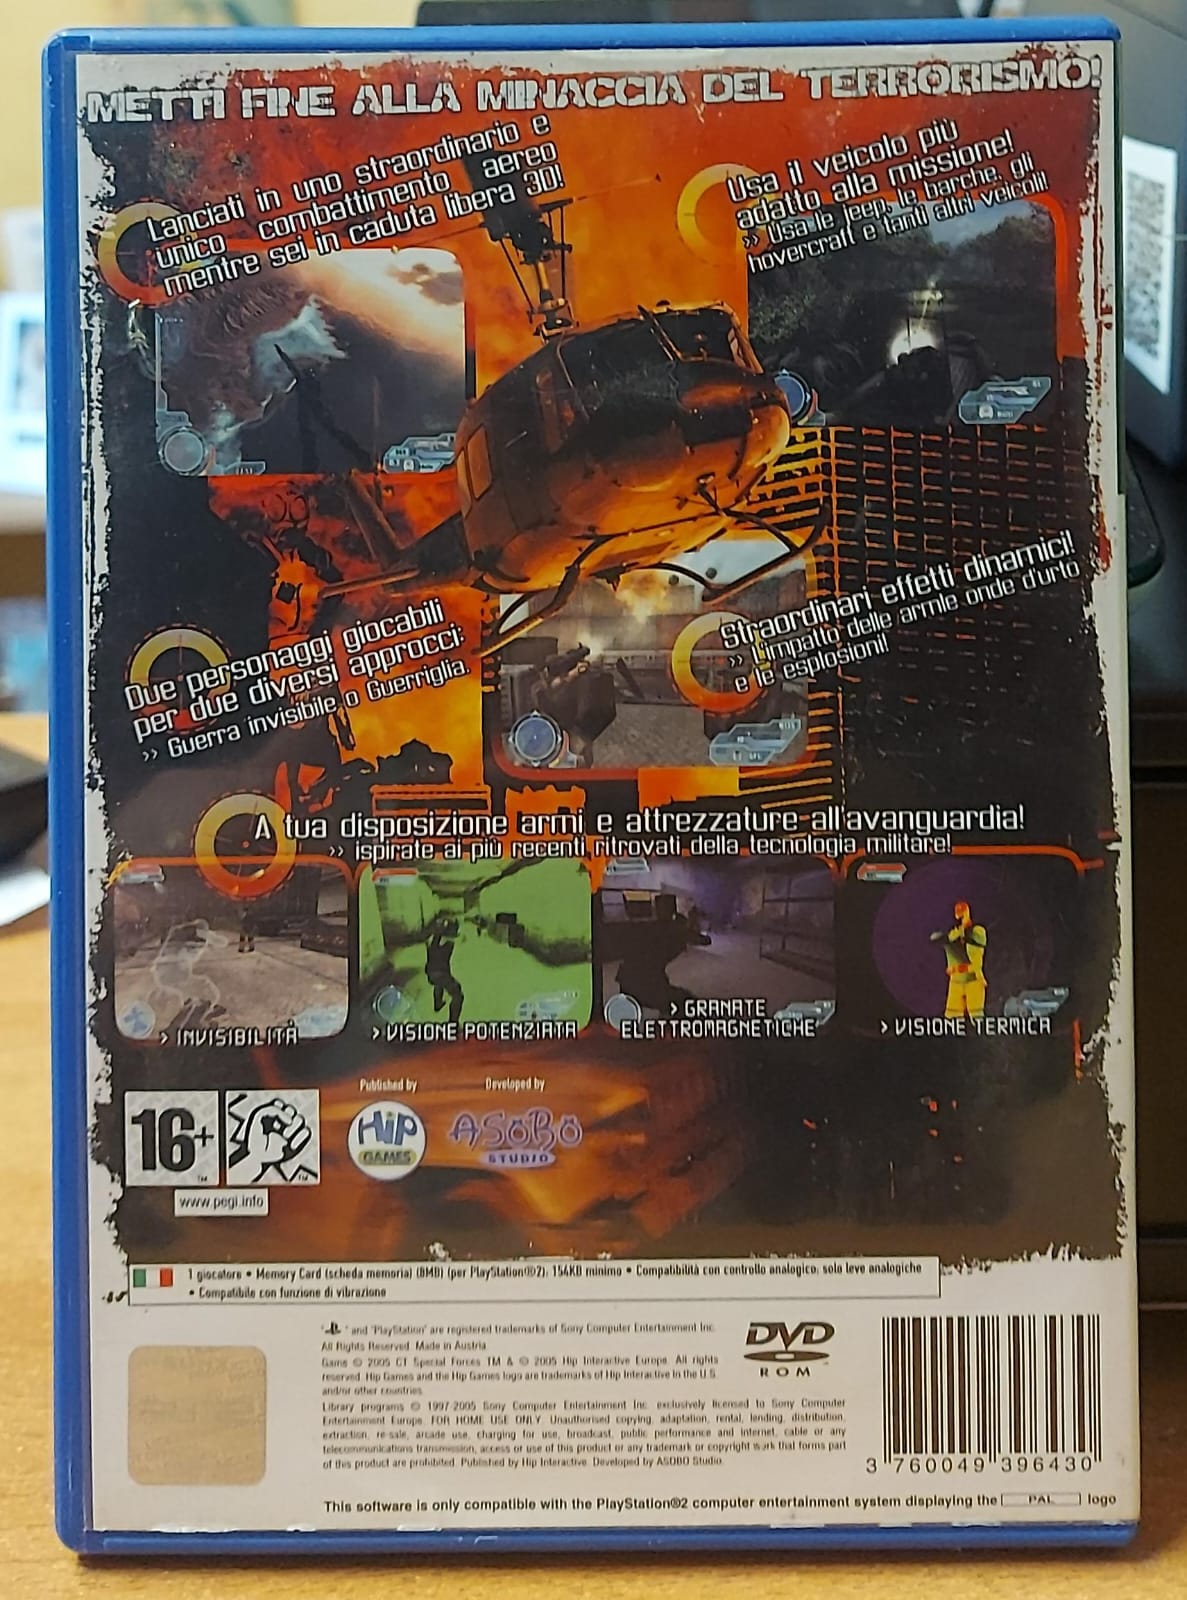 METTI FINE ALLA MINACCIA DEL TERRORISMO!
Lanciati in uno straordinario e
unico combattimento aereo
mentre sei in caduta libera 3D!
Usa il veicolo più
adatto alla missione!
>> Usa le jeep, le barche, gli
hovercraft e tanti altri veicoli!
Due personaggi giocabili
per due diversi approcci:
>> Guerra invisibile o Guerriglia.
Straordinari effetti dinamici!
>> L'impatto delle armi le onde d'urto
e le esplosioni!
A tua disposizione armi e attrezzature all'avanguardia!
>> ispirate ai più recenti ritrovati della tecnologia militare!
> INVISIBILITÀ
> VISIONE POTENZIATA
> GRANATE
ELETTROMAGNETICHE
> VISIONE TERMICA
16+
www.pegi.info
Published by
HIP
GAMES
Developed by
ASOBO
STUDIO
1 giocatore • Memory Card (scheda memoria) (8MB) (per PlayStation®2): 154KB minimo • Compatibilità con controllo analogico: solo leve analogiche
• Compatibile con funzione di vibrazione
" " and "PlayStation" are registered trademarks of Sony Computer Entertainment Inc.
All Rights Reserved. Made in Austria
Game © 2005 CT Special Forces TM & © 2005 Hip Interactive Europe. All rights
reserved. Hip Games and the Hip Games logo are trademarks of Hip Interactive in the U.S.
and/or other countries.
Library programs © 1997-2005 Sony Computer Entertainment Inc. exclusively licensed to Sony Computer
Entertainment Europe. FOR HOME USE ONLY. Unauthorised copying, adaptation, rental, lending, distribution,
extraction, re-sale, arcade use, charging for use, broadcast, public performance and internet, cable or any
telecommunications transmission, access or use of this product or any trademark or copyright work that forms part
of this product are prohibited. Published by Hip Interactive. Developed by ASOBO Studio.
DVD
ROM
3 760049 396430
This software is only compatible with the PlayStation®2 computer entertainment system displaying the PAL logo